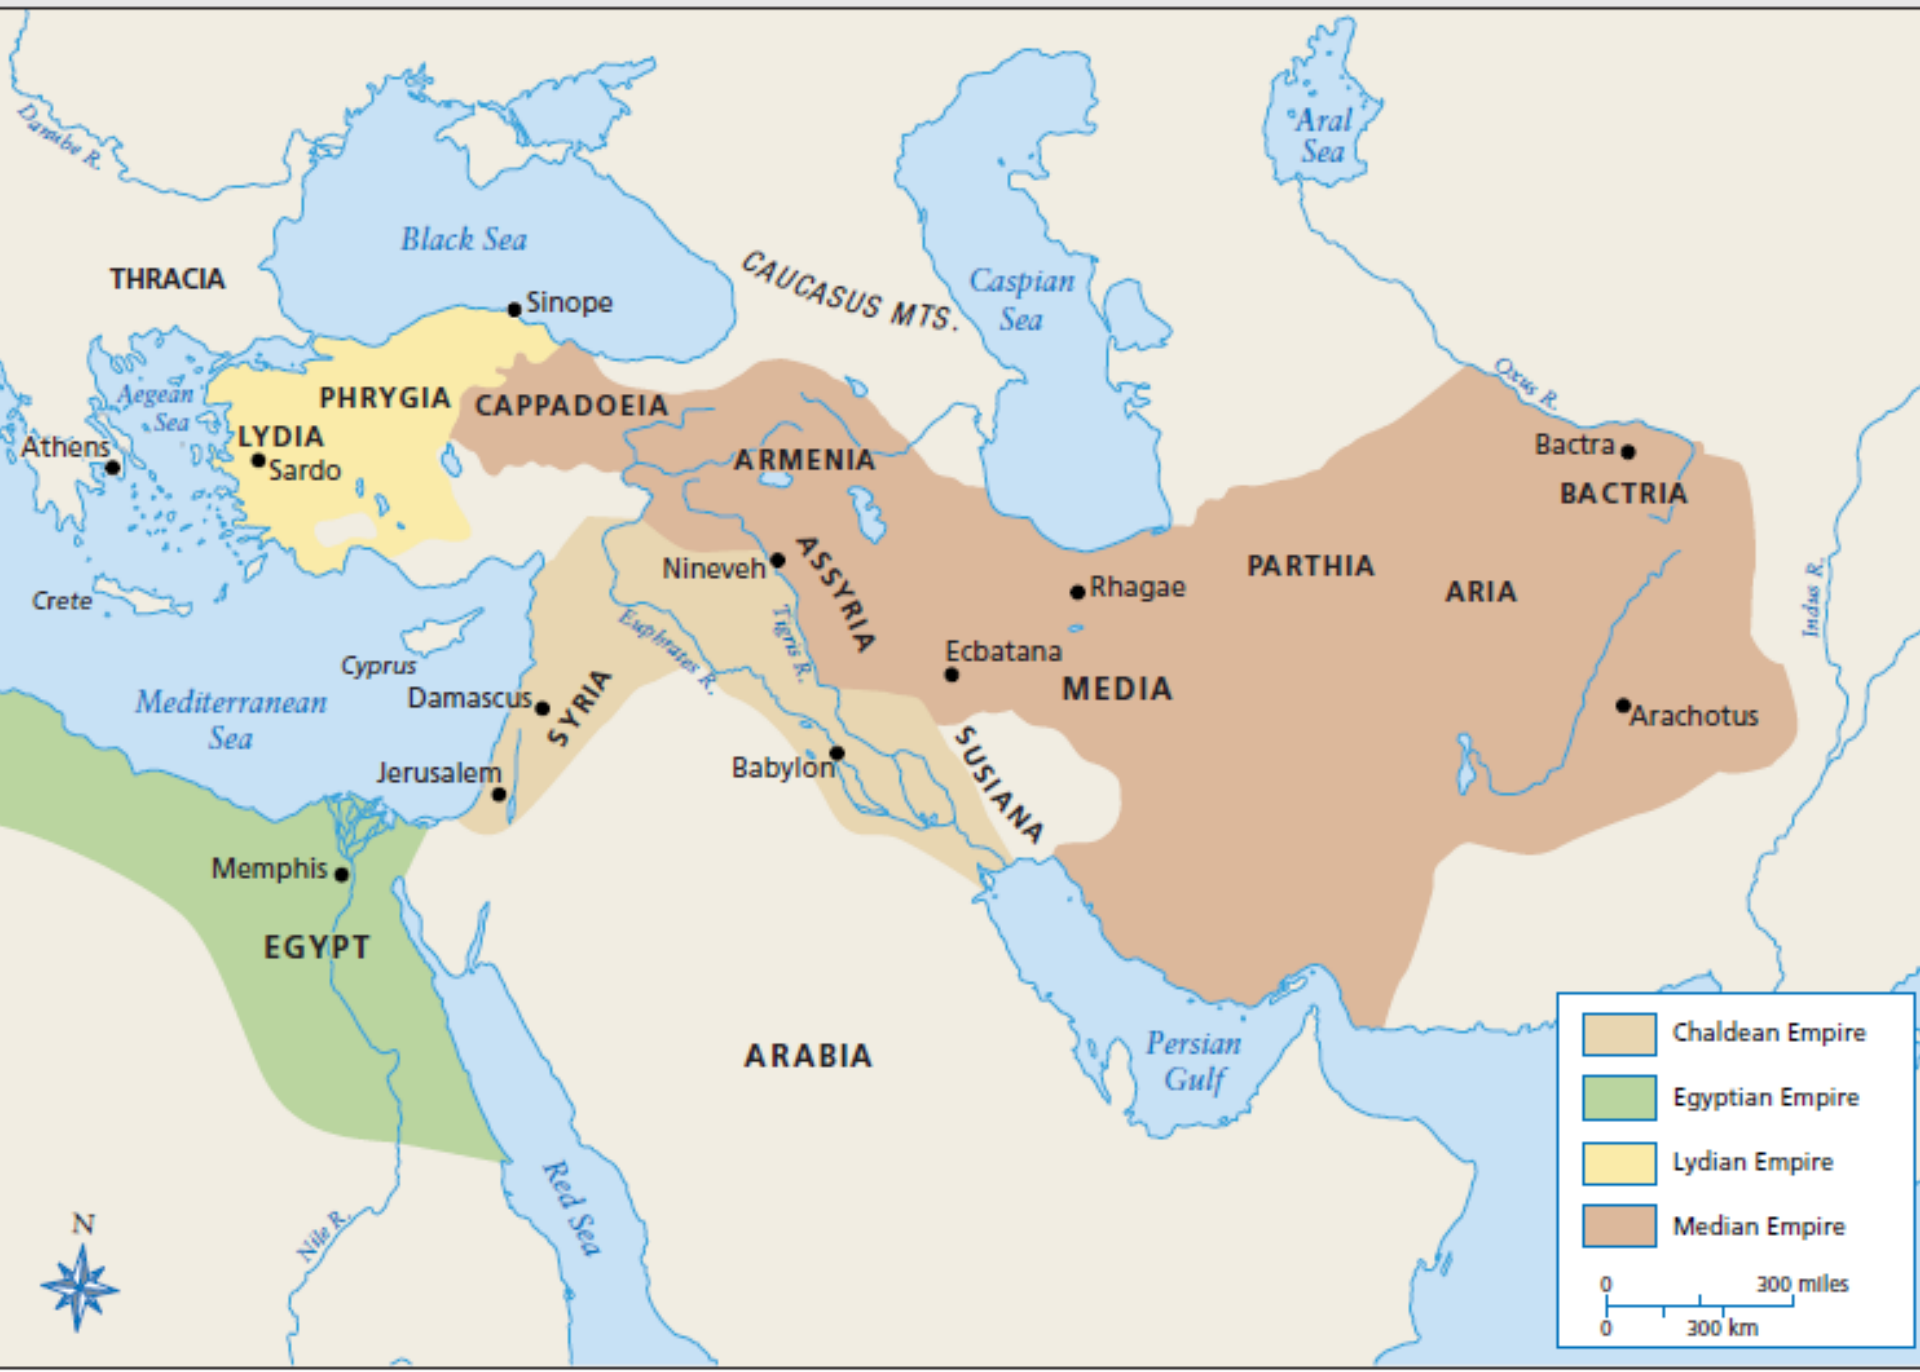 Danube R.
Aral
Sea
Black Sea
THRACIA
CAUCASUS MTS.
Caspian
Sea
Sinope
Oxus R.
Aegean
Sea
PHRYGIA
CAPPADOEIA
LYDIA
Athens
Sardo
ARMENIA
Bactra
BACTRIA
Nineveh
ASSYRIA
Rhagae
PARTHIA
ARIA
Indus R.
Crete
Euphrates R.
Tigris R.
Ecbatana
Cyprus
MEDIA
Damascus
SYRIA
Mediterranean
Sea
Arachotus
Jerusalem
Babylon
SUSIANA
Memphis
EGYPT
ARABIA
Persian
Gulf
Red Sea
Nile R.
N
Chaldean Empire
Egyptian Empire
Lydian Empire
Median Empire
0 300 miles
0 300 km